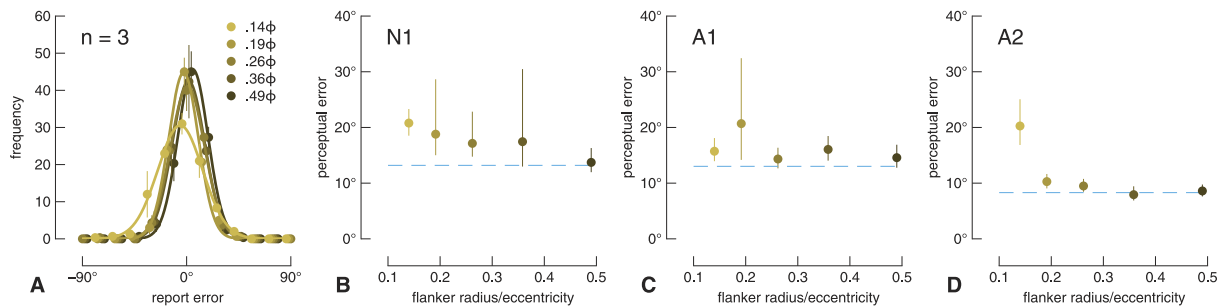 60
50
40
30
20
10
0
frequency
n = 3
.14ϕ
.19ϕ
.26ϕ
.36ϕ
.49ϕ
−90° 0° 90°
report error
A
N1
40°
30°
20°
10°
0°
perceptual error
0.1 0.2 0.3 0.4 0.5
flanker radius/eccentricity
B
A1
40°
30°
20°
10°
0°
perceptual error
0.1 0.2 0.3 0.4 0.5
flanker radius/eccentricity
C
A2
40°
30°
20°
10°
0°
perceptual error
0.1 0.2 0.3 0.4 0.5
flanker radius/eccentricity
D